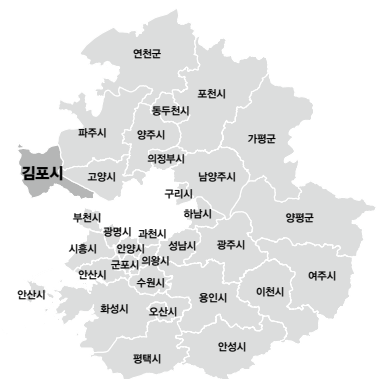 연천군
포천시
동두천시
파주시
양주시
가평군
의정부시
김포시
고양시
남양주시
구리시
부천시
하남시
양평군
광명시
과천시
시흥시
안양시
성남시
광주시
군포시
의왕시
안산시
수원시
여주시
안산시
용인시
이천시
화성시
오산시
평택시
안성시